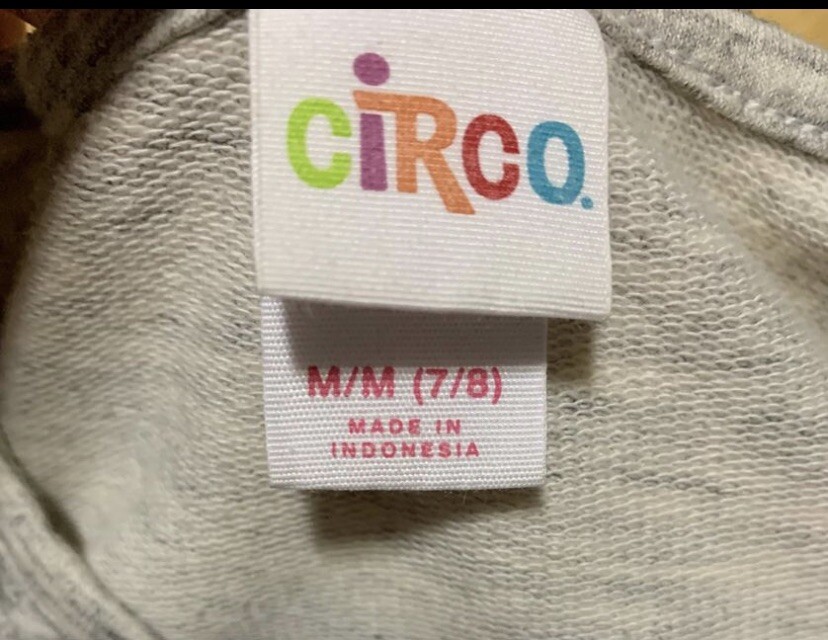 CiRCO.
M/M (7/8)
MADE IN
INDONESIA